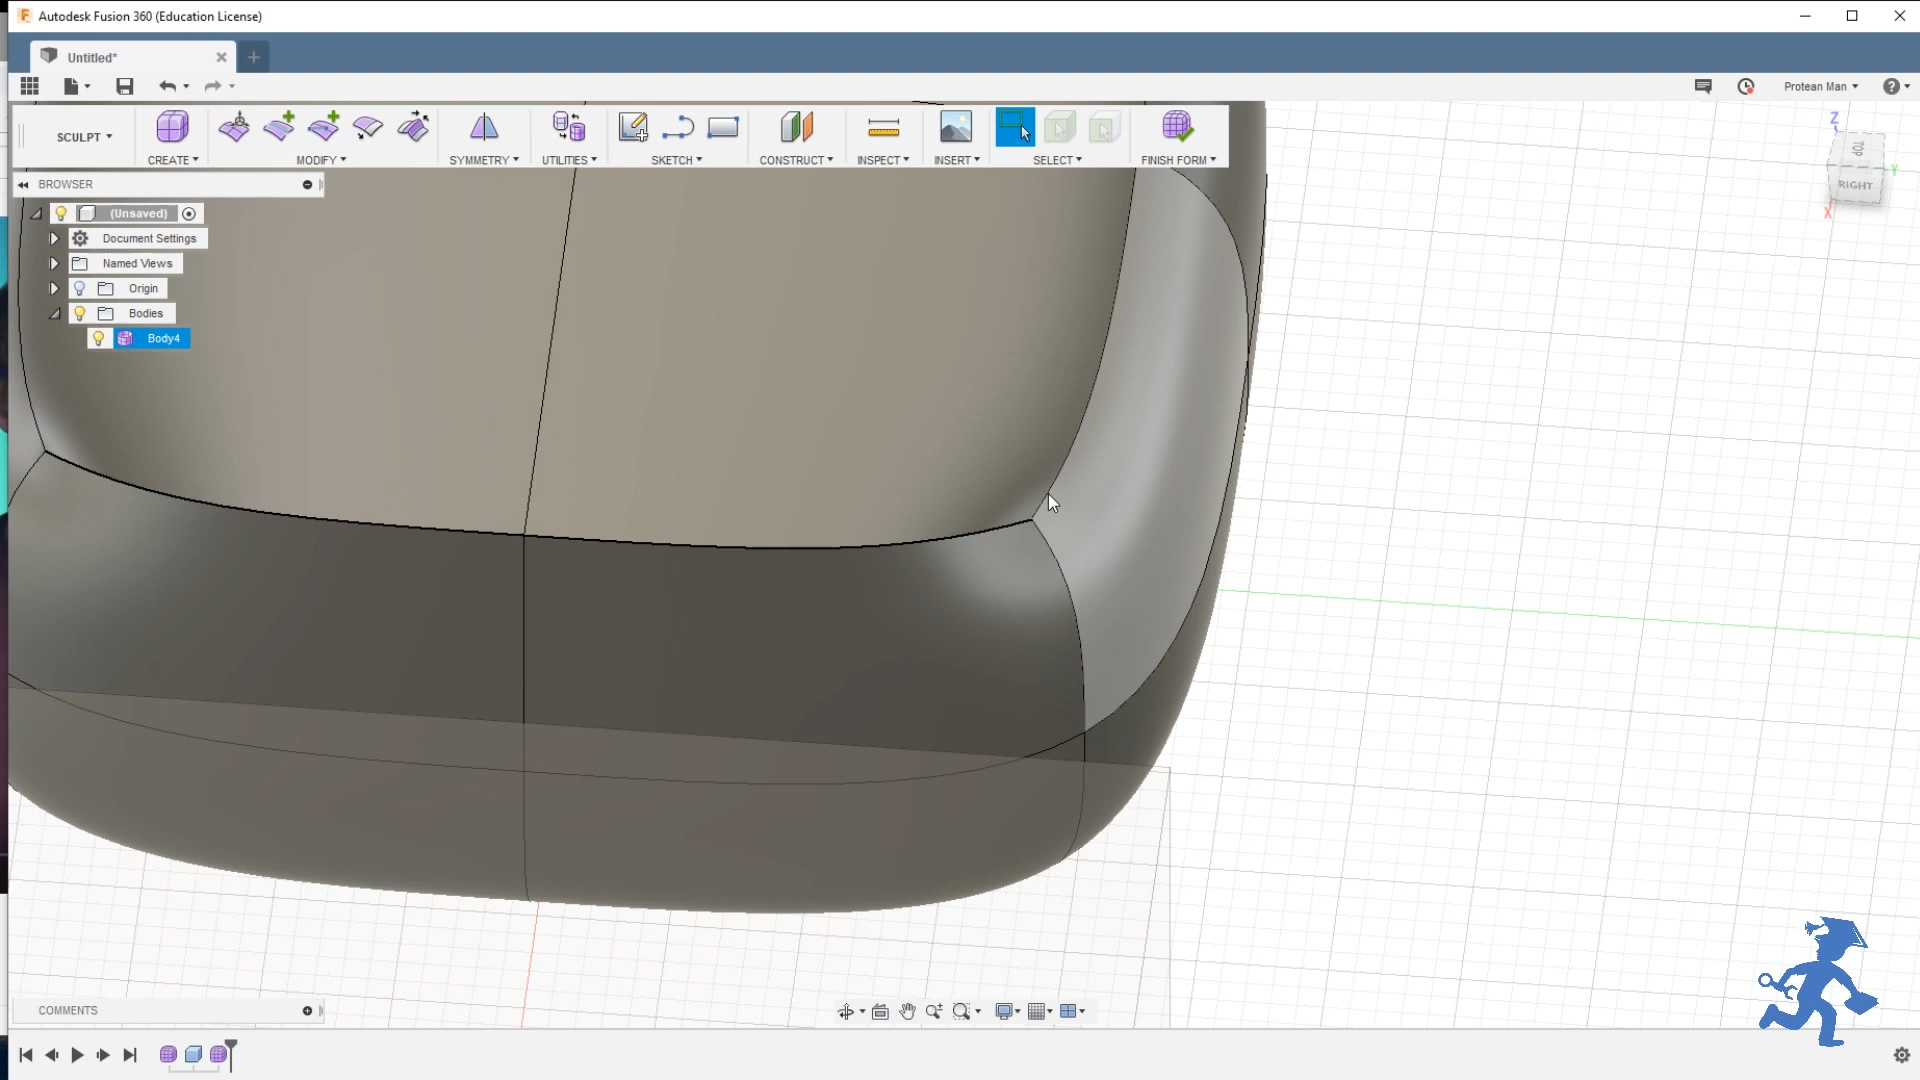 Autodesk Fusion 360 (Education License)
Untitled*
Protean Man
SCULPT
CREATE
MODIFY
SYMMETRY
UTILITIES
SKETCH
CONSTRUCT
INSPECT
INSERT
SELECT
FINISH FORM
Z
TOP
Y
RIGHT
X
BROWSER
(Unsaved)
Document Settings
Named Views
Origin
Bodies
Body4
COMMENTS